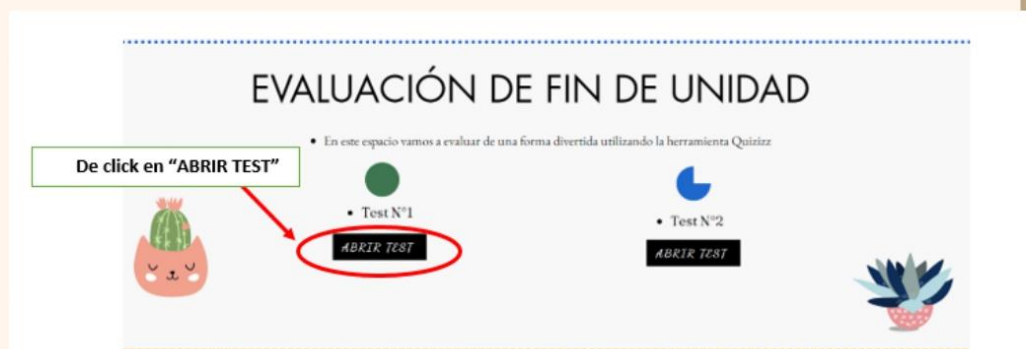 EVALUACIÓN DE FIN DE UNIDAD
• En este espacio vamos a evaluar de una forma divertida utilizando la herramienta Quizizz
De click en “ABRIR TEST”
• Test N°1
ABRIR TEST
• Test N°2
ABRIR TEST